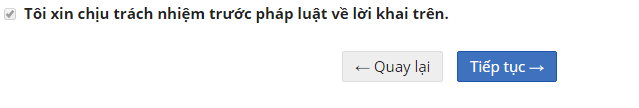 Tôi xin chịu trách nhiệm trước pháp luật về lời khai trên.
← Quay lại Tiếp tục →